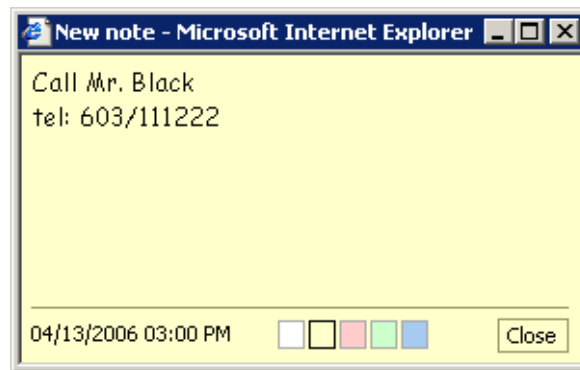 New note - Microsoft Internet Explorer
Call Mr. Black
tel: 603/111222
04/13/2006 03:00 PM
Close